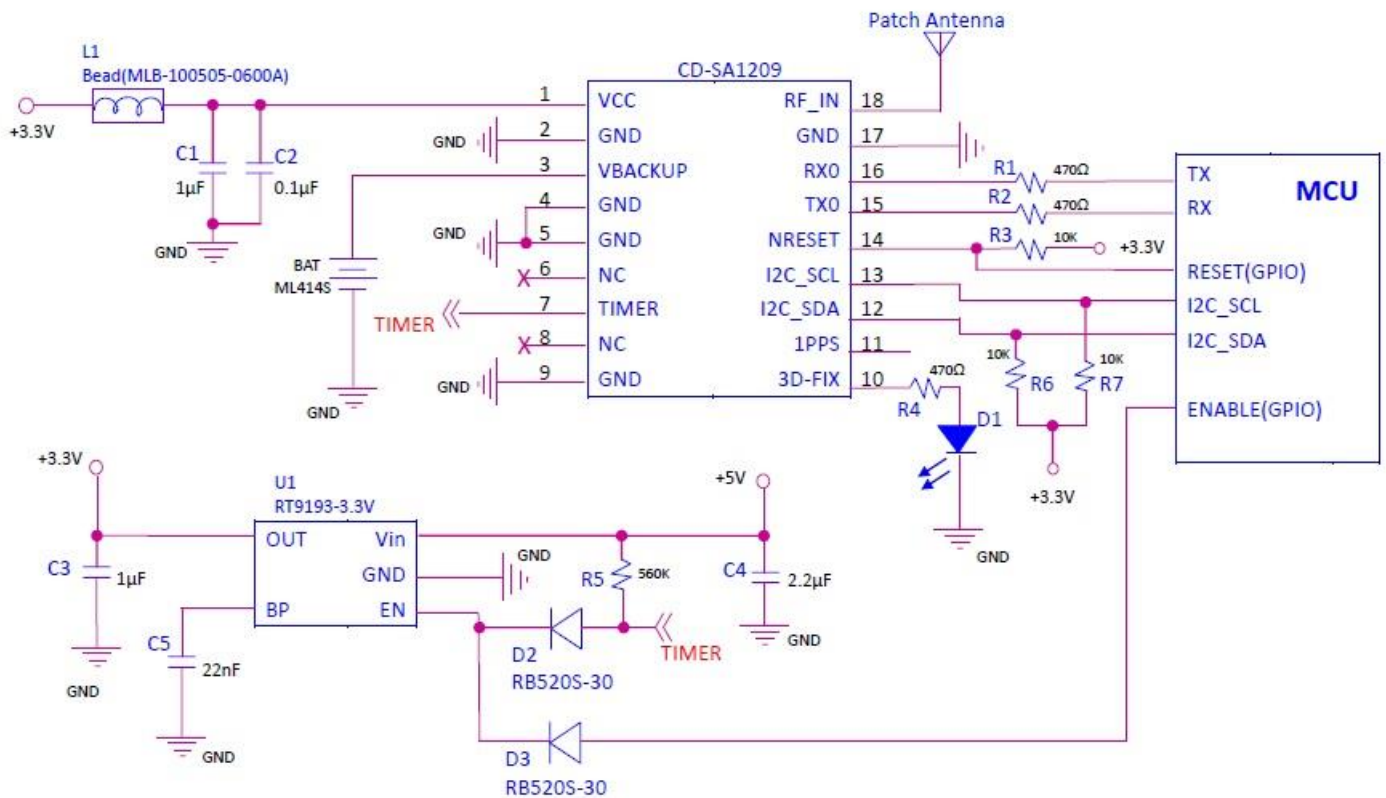 Patch Antenna
L1
Bead(MLB-100505-0600A)
+3.3V
C1
1µF
C2
0.1µF
GND
CD-SA1209
1 VCC
GND 2 GND
3 VBACKUP
4 GND
GND 5 GND
6 NC
7 TIMER
TIMER
8 NC
GND 9 GND
BAT
ML414S
GND
RF_IN 18
GND 17
GND
RX0 16
TX0 15
NRESET 14
I2C_SCL 13
I2C_SDA 12
1PPS 11
3D-FIX 10
R1 470Ω
R2 470Ω
R3 10K +3.3V
470Ω
R4
D1
GND
10K
R6
10K
R7
+3.3V
MCU
TX
RX
RESET(GPIO)
I2C_SCL
I2C_SDA
ENABLE(GPIO)
+3.3V
U1
RT9193-3.3V
OUT
BP
Vin
GND
EN
C3
1µF
GND
C5
22nF
GND
GND
+5V
R5 560K
C4
2.2µF
GND
TIMER
D2
RB520S-30
D3
RB520S-30